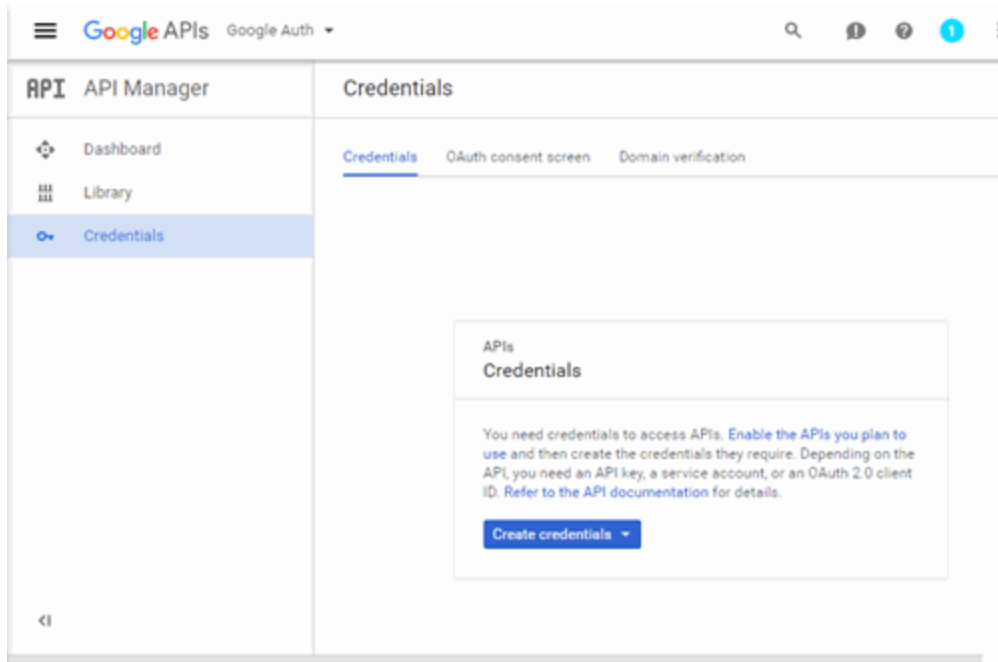 Google APIs Google Auth
1
API API Manager
Credentials
Dashboard
Library
Credentials
Credentials OAuth consent screen Domain verification
APIs
Credentials
You need credentials to access APIs. Enable the APIs you plan to
use and then create the credentials they require. Depending on the
API, you need an API key, a service account, or an OAuth 2.0 client
ID. Refer to the API documentation for details.
Create credentials